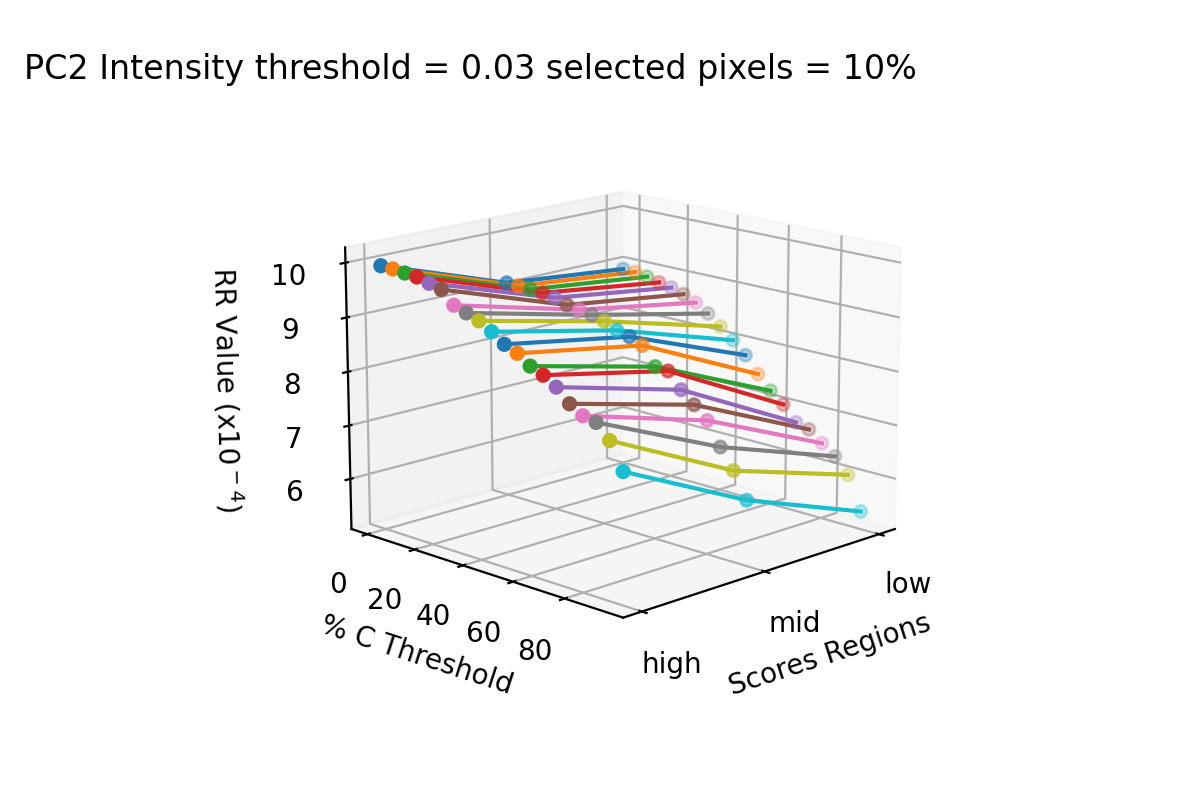 PC2 Intensity threshold = 0.03 selected pixels = 10%
10
9
8
7
6
RR Value (x10⁻⁴)
0
20
40
60
80
% C Threshold
high
mid
low
Scores Regions